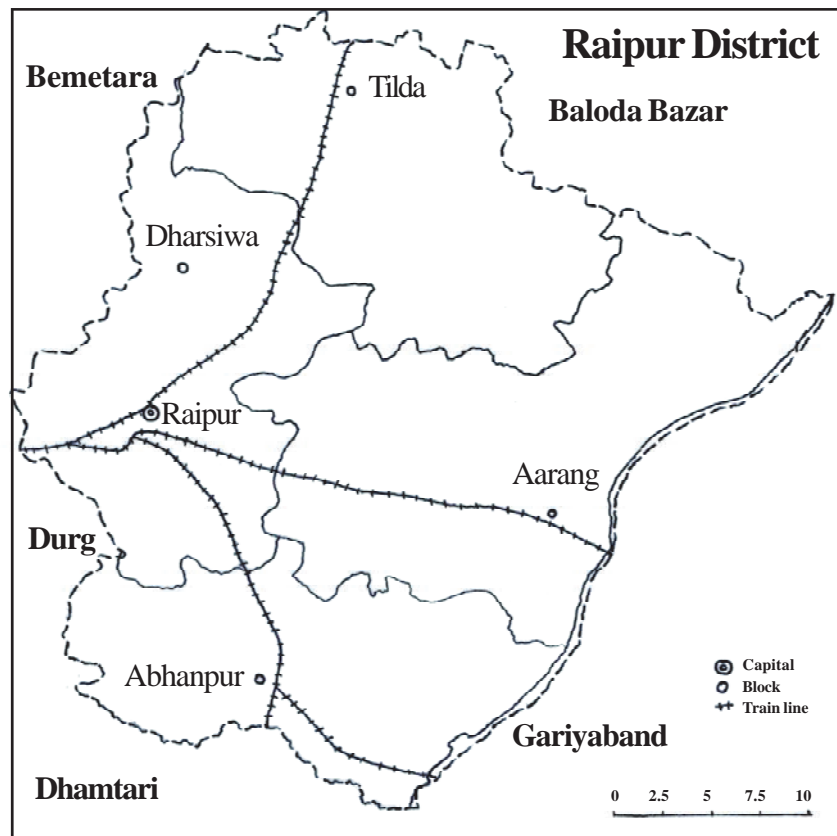 Raipur District
Bemetara
Tilda
Baloda Bazar
Dharsiwa
Raipur
Aarang
Durg
Abhanpur
Capital
Block
Train line
Gariyaband
Dhamtari
0 2.5 5 7.5 10